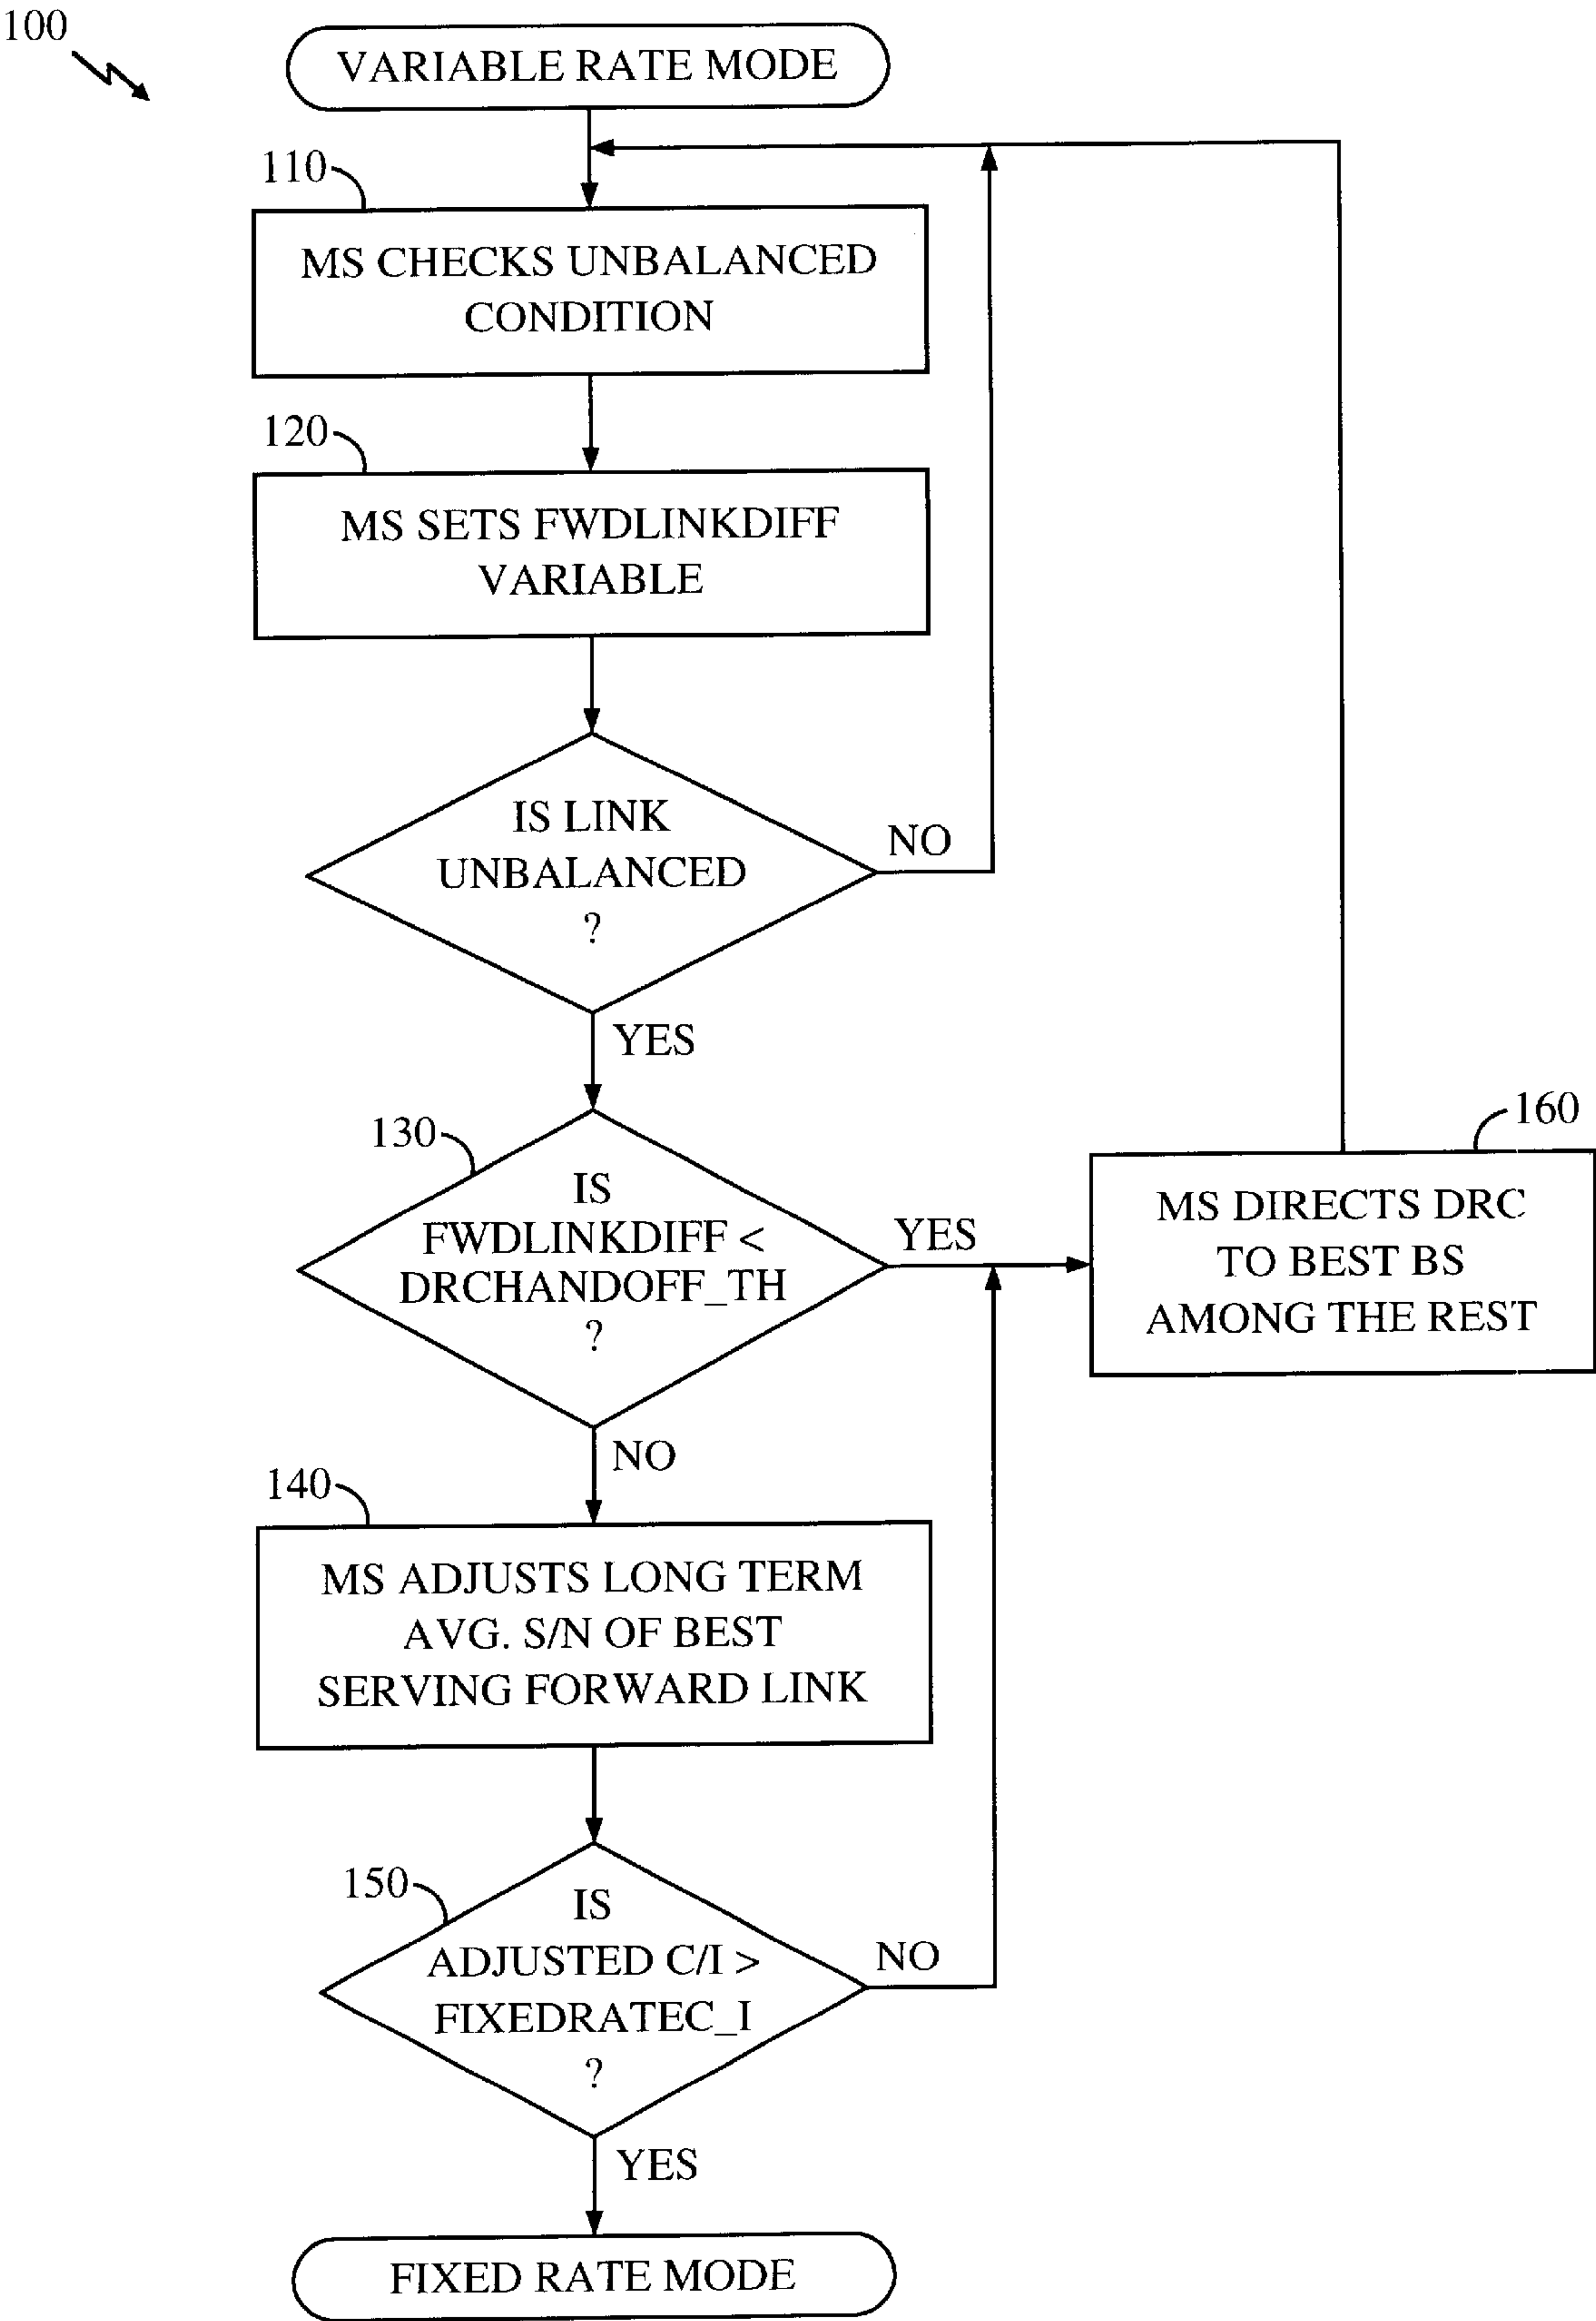 100
VARIABLE RATE MODE
110
MS CHECKS UNBALANCED
CONDITION
120
MS SETS FWDLINKDIFF
VARIABLE
IS LINK
UNBALANCED
?
NO
YES
130
IS
FWDLINKDIFF <
DRCHANDOFF_TH
?
YES
160
MS DIRECTS DRC
TO BEST BS
AMONG THE REST
NO
140
MS ADJUSTS LONG TERM
AVG. S/N OF BEST
SERVING FORWARD LINK
150
IS
ADJUSTED C/I >
FIXEDRATEC_I
?
NO
YES
FIXED RATE MODE